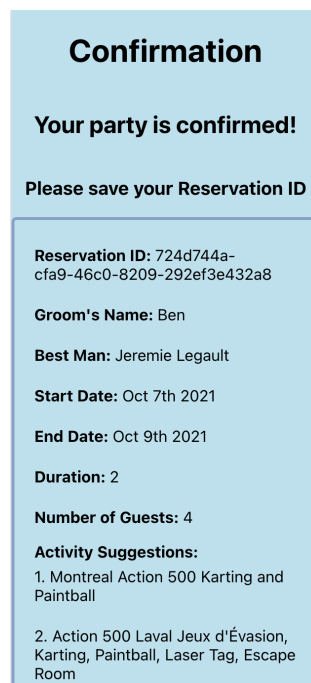 Confirmation
Your party is confirmed!
Please save your Reservation ID
Reservation ID: 724d744a-
cfa9-46c0-8209-292ef3e432a8
Groom's Name: Ben
Best Man: Jeremie Legault
Start Date: Oct 7th 2021
End Date: Oct 9th 2021
Duration: 2
Number of Guests: 4
Activity Suggestions:
1. Montreal Action 500 Karting and
Paintball
2. Action 500 Laval Jeux d'Évasion,
Karting, Paintball, Laser Tag, Escape
Room